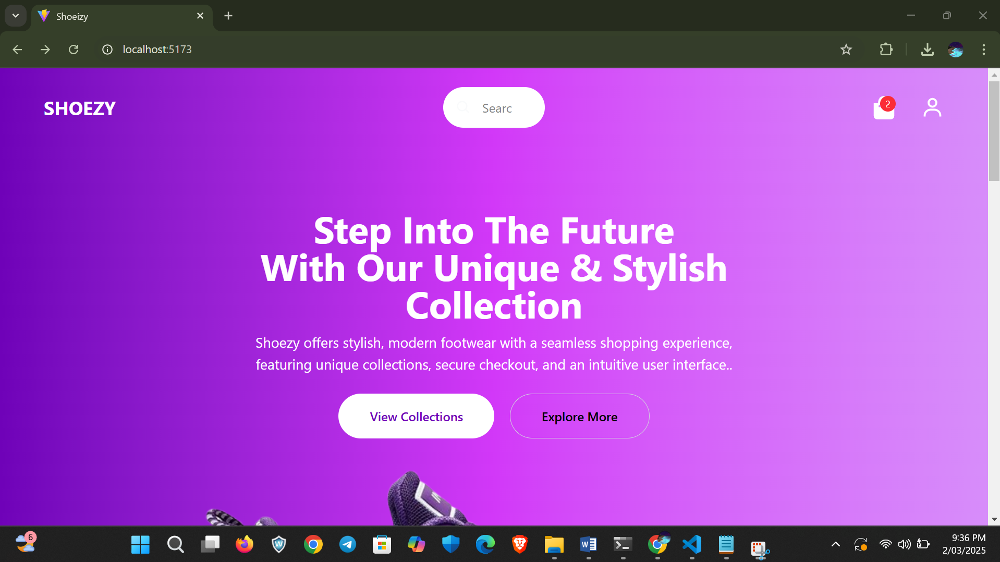 Shoeizy
localhost:5173
SHOEZY
Searc
2
Step Into The Future
With Our Unique & Stylish
Collection
Shoezy offers stylish, modern footwear with a seamless shopping experience,
featuring unique collections, secure checkout, and an intuitive user interface..
View Collections
Explore More
6
W
W
9:36 PM
2/03/2025